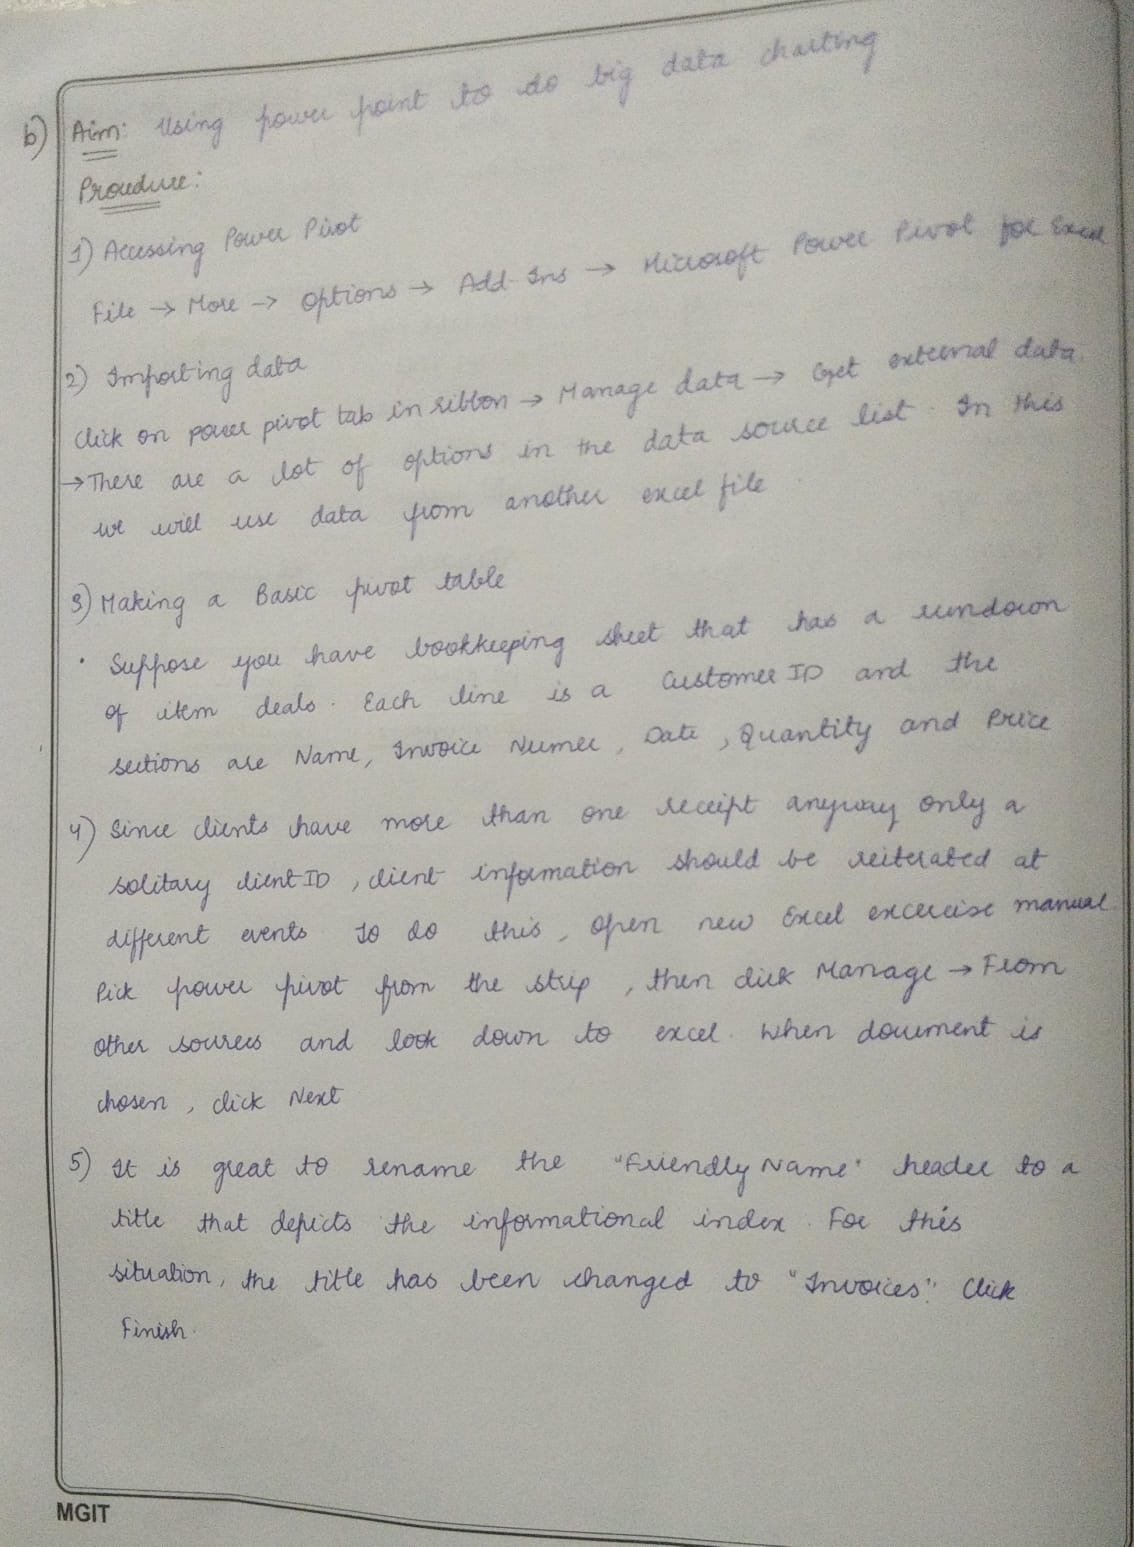 b) Aim: Using power point to do big data charting
Procedure:
1) Accessing Power Pivot
File → More → Options → Add-Ins → Microsoft Power Pivot for Excel
2) Importing data
Click on power pivot tab in ribbon → Manage data → Get external data.
→ There are a lot of options in the data source list. In this
we will use data from another excel file.
3) Making a Basic pivot table
• Suppose you have bookkeeping sheet that has a rundown
of item deals. Each line is a Customer ID and the
sections are Name, Invoice Numer, Date, Quantity and Price
4) Since clients have more than one receipt anyway only a
solitary client ID, client information should be reiterated at
different events. To do this, open new Excel excercise manual.
Pick power pivot from the strip, then click Manage → From
other sources and look down to excel. When document is
chosen, click Next
5) It is great to rename the "Friendly Name" header to a
title that depicts the informational index. For this
situation, the title has been changed to "Invoices". Click
Finish.
MGIT